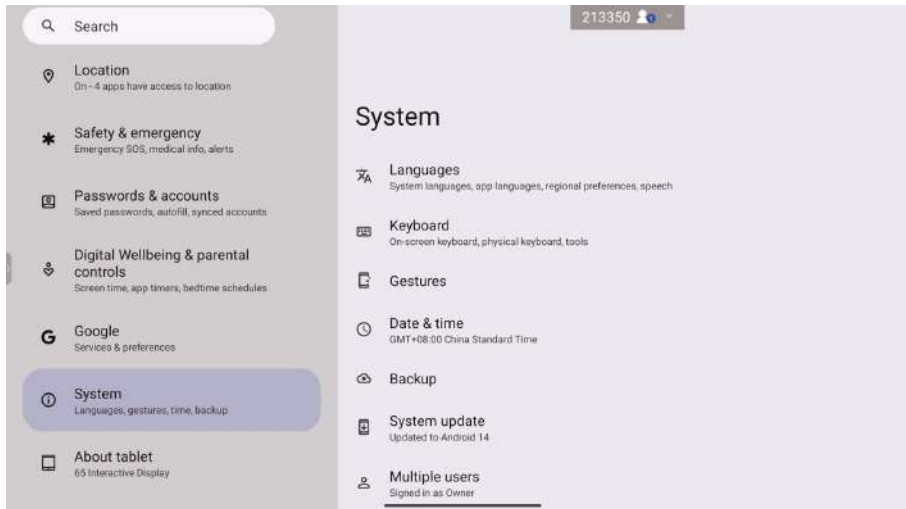 213350
Search
Location
On - 4 apps have access to location
Safety & emergency
Emergency SOS, medical info, alerts
Passwords & accounts
Saved passwords, autofill, synced accounts
Digital Wellbeing & parental
controls
Screen time, app timers, bedtime schedules
Google
Services & preferences
System
Languages, gestures, time, backup
About tablet
65 Interactive Display
System
Languages
System languages, app languages, regional preferences, speech
Keyboard
On-screen keyboard, physical keyboard, tools
Gestures
Date & time
GMT+08:00 China Standard Time
Backup
System update
Updated to Android 14
Multiple users
Signed in as Owner